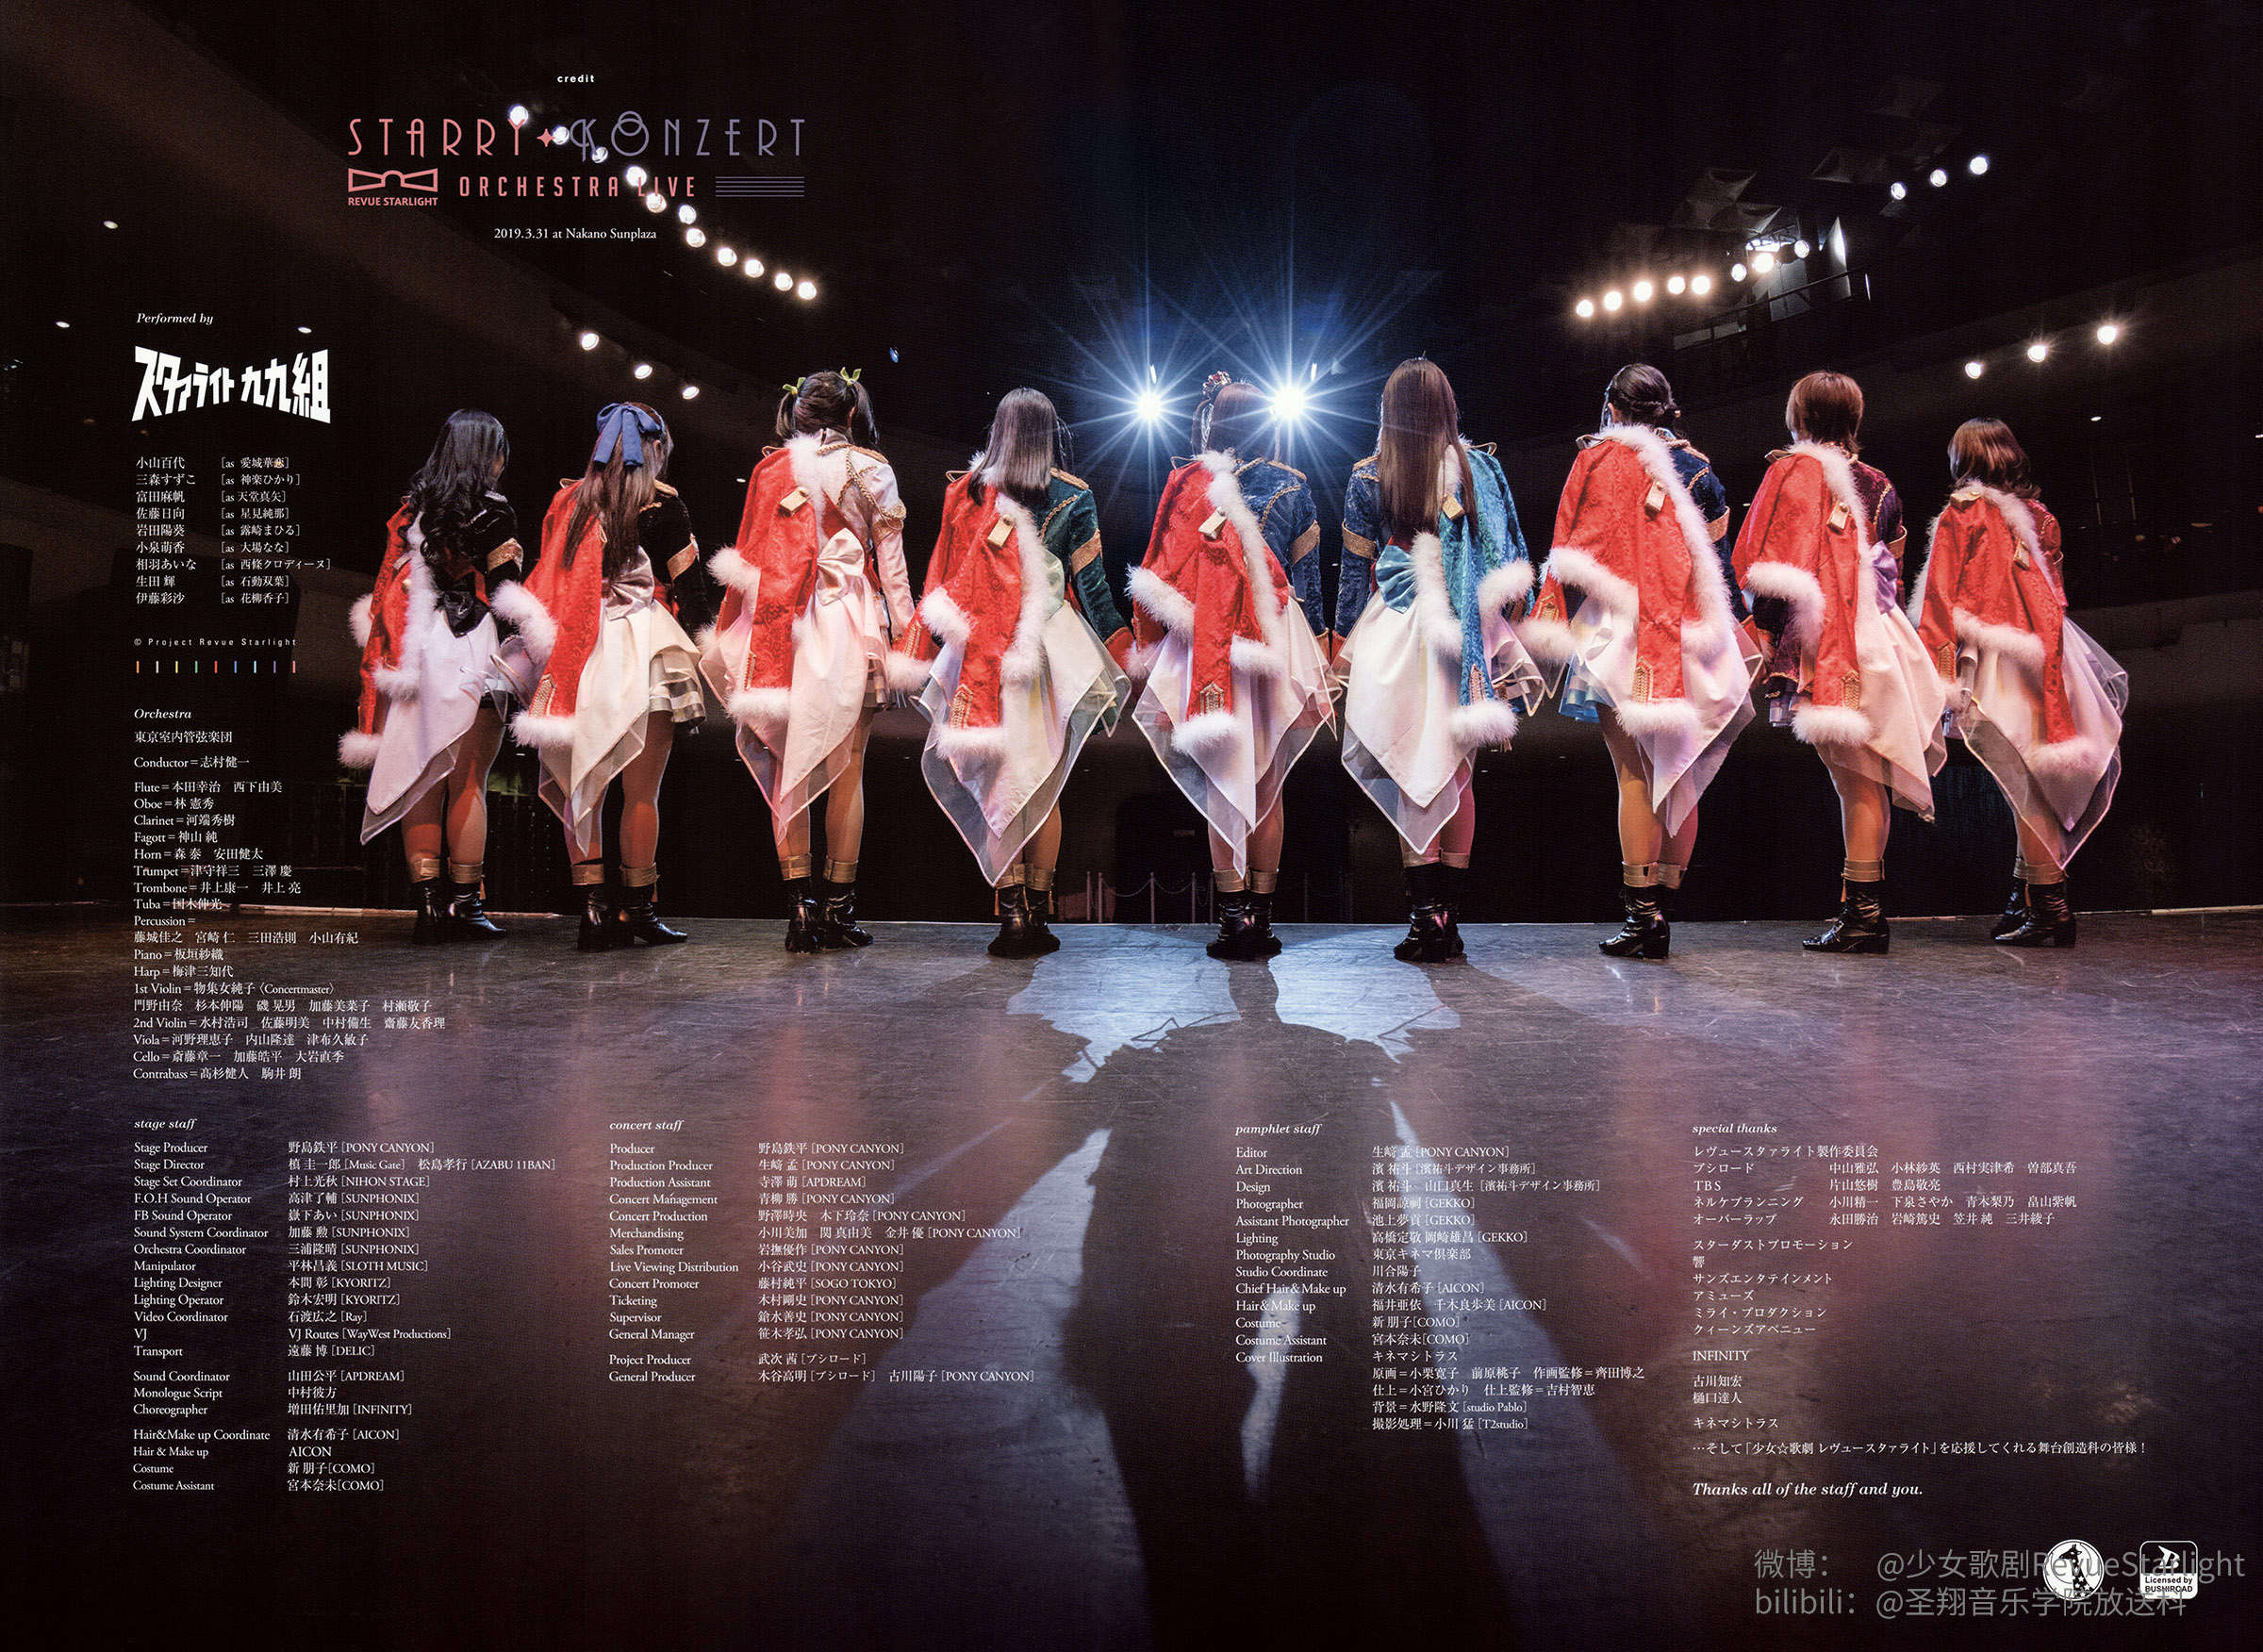 credit
STARRY KONZERT
REVUE STARLIGHT
ORCHESTRA LIVE
2019.3.31 at Nakano Sunplaza
Performed by
スタァライト九九組
小山百代 [as 愛城華恋]
三森すずこ [as 神楽ひかり]
富田麻帆 [as 天堂真矢]
佐藤日向 [as 星見純那]
岩田陽葵 [as 露崎まひる]
小泉萌香 [as 大場なな]
相羽あいな [as 西條クロディーヌ]
生田 輝 [as 石動双葉]
伊藤彩沙 [as 花柳香子]
© Project Revue Starlight
Orchestra
東京室内管弦楽団
Conductor=志村健一
Flute=本田幸治 西下由美
Oboe=林 憲秀
Clarinet=河端秀樹
Fagott=神山 純
Horn=森 泰 安田健太
Trumpet=津守祥三 三澤 慶
Trombone=井上康一 井上 亮
Tuba=国木伸光
Percussion=
藤城佳之 宮崎 仁 三田浩則 小山有紀
Piano=板垣紗織
Harp=梅津三知代
1st Violin=物集女純子〈Concertmaster〉
門野由奈 杉本伸陽 磯 晃男 加藤美菜子 村瀬敬子
2nd Violin=水村浩司 佐藤明美 中村備生 齋藤友香理
Viola=河野理恵子 内山隆達 津布久敏子
Cello=斎藤章一 加藤皓平 大岩直季
Contrabass=髙杉健人 駒井 朗
stage staff
Stage Producer 野島鉄平 [PONY CANYON]
Stage Director 槙 圭一郎 [Music Gate] 松島孝行 [AZABU 11BAN]
Stage Set Coordinator 村上光秋 [NIHON STAGE]
F.O.H Sound Operator 高津了輔 [SUNPHONIX]
FB Sound Operator 嶽下あい [SUNPHONIX]
Sound System Coordinator 加藤 勲 [SUNPHONIX]
Orchestra Coordinator 三浦隆晴 [SUNPHONIX]
Manipulator 平林昌義 [SLOTH MUSIC]
Lighting Designer 本間 彰 [KYORITZ]
Lighting Operator 鈴木宏明 [KYORITZ]
Video Coordinator 石渡広之 [Ray]
VJ VJ Routes [WayWest Productions]
Transport 遠藤 博 [DELIC]
Sound Coordinator 山田公平 [APDREAM]
Monologue Script 中村彼方
Choreographer 増田佑里加 [INFINITY]
Hair&Make up Coordinate 清水有希子 [AICON]
Hair & Make up AICON
Costume 新 朋子[COMO]
Costume Assistant 宮本奈未[COMO]
concert staff
Producer 野島鉄平 [PONY CANYON]
Production Producer 生﨑 孟 [PONY CANYON]
Production Assistant 寺澤 萌 [APDREAM]
Concert Management 青柳 勝 [PONY CANYON]
Concert Production 野澤時央 木下玲奈 [PONY CANYON]
Merchandising 小川美加 関 真由美 金井 優 [PONY CANYON]
Sales Promoter 岩撫優作 [PONY CANYON]
Live Viewing Distribution 小谷武史 [PONY CANYON]
Concert Promoter 藤村純平 [SOGO TOKYO]
Ticketing 木村剛史 [PONY CANYON]
Supervisor 鎗水善史 [PONY CANYON]
General Manager 笹木孝弘 [PONY CANYON]
Project Producer 武次 茜 [ブシロード]
General Producer 木谷高明 [ブシロード] 古川陽子 [PONY CANYON]
pamphlet staff
Editor 生﨑 孟 [PONY CANYON]
Art Direction 濱 祐斗 [濱祐斗デザイン事務所]
Design 濱 祐斗 山口真生 [濱祐斗デザイン事務所]
Photographer 福岡諒祠 [GEKKO]
Assistant Photographer 池上夢貢 [GEKKO]
Lighting 高橋定敬 岡崎雄昌 [GEKKO]
Photography Studio 東京キネマ倶楽部
Studio Coordinate 川合陽子
Chief Hair&Make up 清水有希子 [AICON]
Hair&Make up 福井亜依 千木良歩美 [AICON]
Costume 新 朋子[COMO]
Costume Assistant 宮本奈未[COMO]
Cover Illustration キネマシトラス
原画=小栗寛子 前原桃子 作画監修=齊田博之
仕上=小宮ひかり 仕上監修=吉村智恵
背景=水野隆文 [studio Pablo]
撮影処理=小川 猛 [T2studio]
special thanks
レヴュースタァライト製作委員会
ブシロード 中山雅弘 小林紗英 西村実津希 曽部真吾
TBS 片山悠樹 豊島敬亮
ネルケプランニング 小川精一 下泉さやか 青木梨乃 畠山紫帆
オーバーラップ 永田勝治 岩﨑篤史 笠井 純 三井綾子
スターダストプロモーション
響
サンズエンタテインメント
アミューズ
ミライ・プロダクション
クィーンズアベニュー
INFINITY
古川知宏
樋口達人
キネマシトラス
…そして「少女☆歌劇 レヴュースタァライト」を応援してくれる舞台創造科の皆様！
Thanks all of the staff and you.
Licensed by
BUSHIROAD
微博： @少女歌剧RevueStarlight
bilibili：@圣翔音乐学院放送科